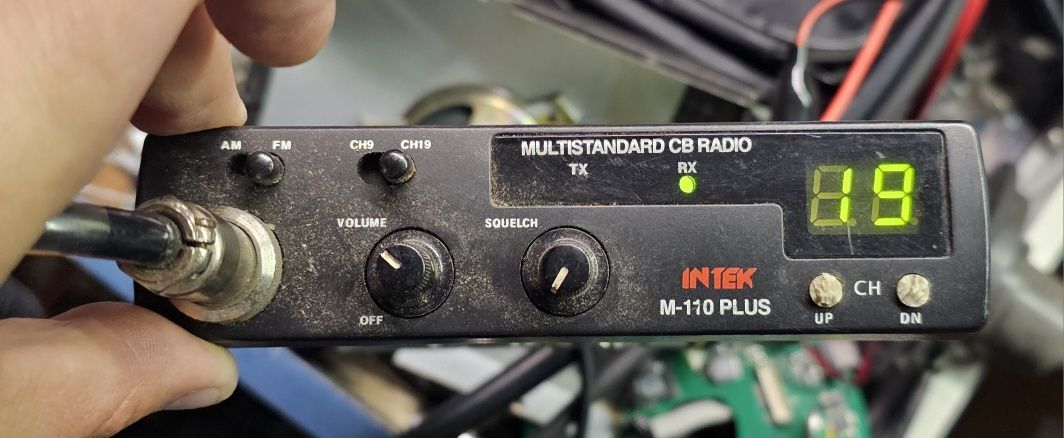 AM FM CH9 CH19 MULTISTANDARD CB RADIO
TX RX
19
VOLUME SQUELCH
INTEK
M-110 PLUS
CH
OFF UP DN